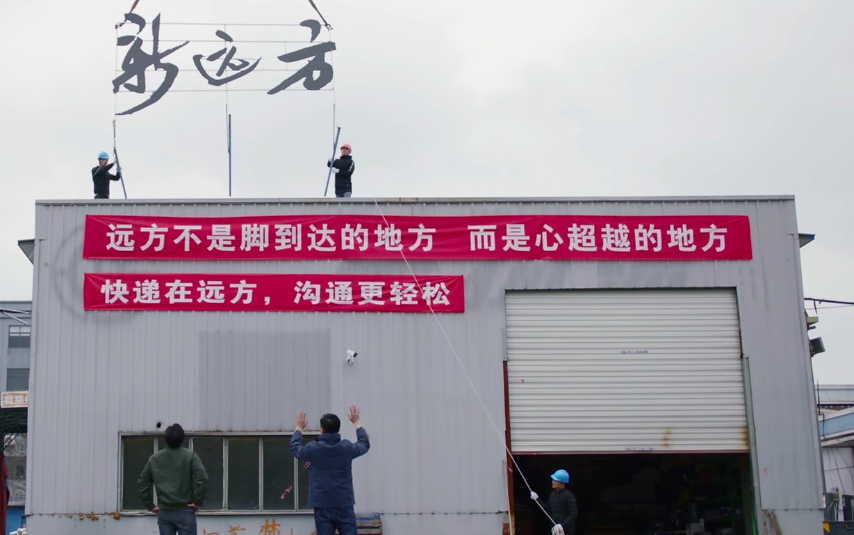 新远方
远方不是脚到达的地方 而是心超越的地方
快递在远方，沟通更轻松